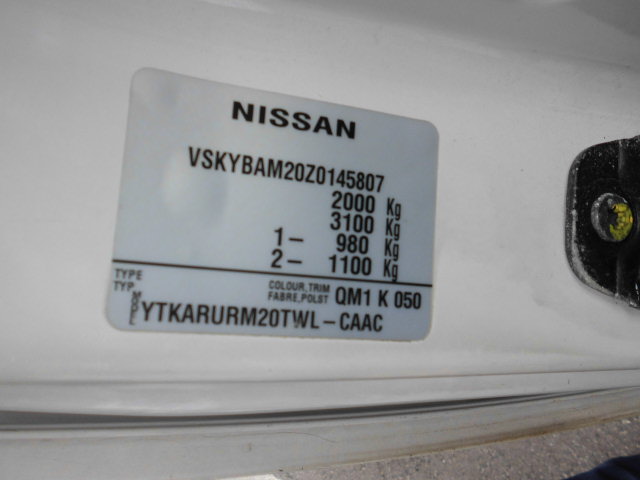 NISSAN
VSKYBAM20Z0145807
2000 Kg
3100 Kg
1- 980 Kg
2- 1100 Kg
TYPE
TYP.
COLOUR,TRIM
FABRE,POLST
QM1 K 050
YTKARURM20TWL-CAAC